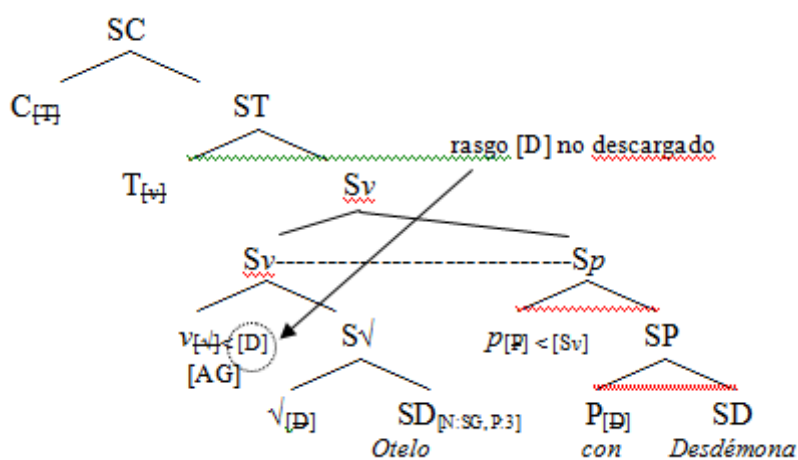 SC
C[T]
ST
rasgo [D] no descargado
T[v]
Sv
Sv
Sp
v[√]<[D]
S√
p[P] < [Sv]
SP
[AG]
√[D]
SD[N:SG, P:3]
P[D]
SD
Otelo
con
Desdémona